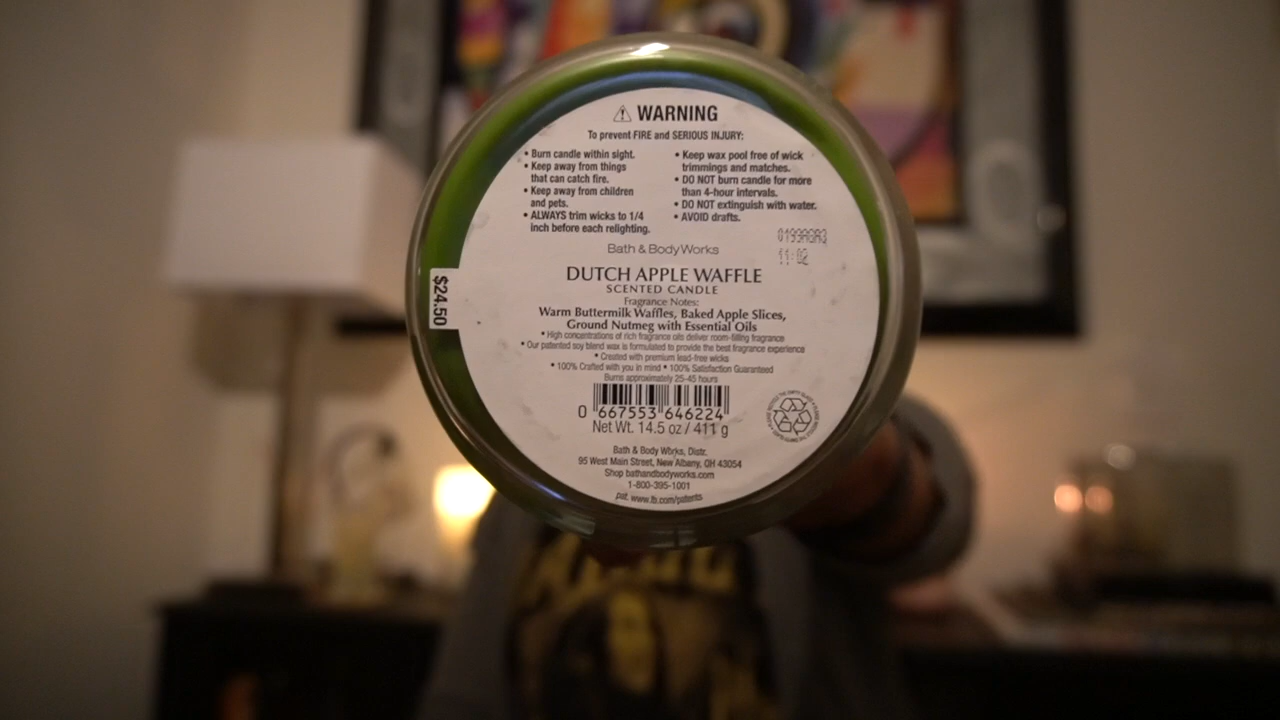 WARNING
To prevent FIRE and SERIOUS INJURY:
• Burn candle within sight.
• Keep away from things
that can catch fire.
• Keep away from children
and pets.
• ALWAYS trim wicks to 1/4
inch before each relighting.
• Keep wax pool free of wick
trimmings and matches.
• DO NOT burn candle for more
than 4-hour intervals.
• DO NOT extinguish with water.
• AVOID drafts.
11:02
Bath & Body Works
DUTCH APPLE WAFFLE
SCENTED CANDLE
$24.50
Fragrance Notes:
Warm Buttermilk Waffles, Baked Apple Slices,
Ground Nutmeg with Essential Oils
• High concentrations of rich fragrance oils deliver room-filling fragrance
• Our patented soy blend wax is formulated to provide the best fragrance experience
• Created with premium lead-free wicks
• 100% Crafted with you in mind • 100% Satisfaction Guaranteed
Burns approximately 25-45 hours
0 667553 646224
Net Wt. 14.5 oz / 411 g
Bath & Body Works, Distr.
95 West Main Street, New Albany, OH 43054
Shop bathandbodyworks.com
1-800-395-1001
pat. www.lb.com/patents